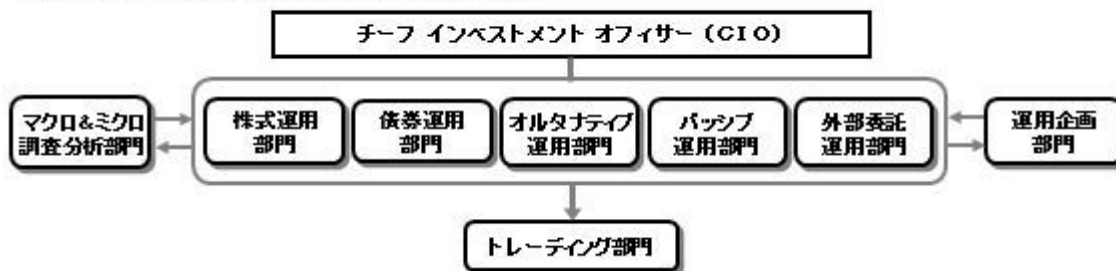 チーフ インベストメント オフィサー (CIO)
マクロ&ミクロ
調査分析部門
株式運用
部門
債券運用
部門
オルタナティブ
運用部門
パッシブ
運用部門
外部委託
運用部門
運用企画
部門
トレーディング部門